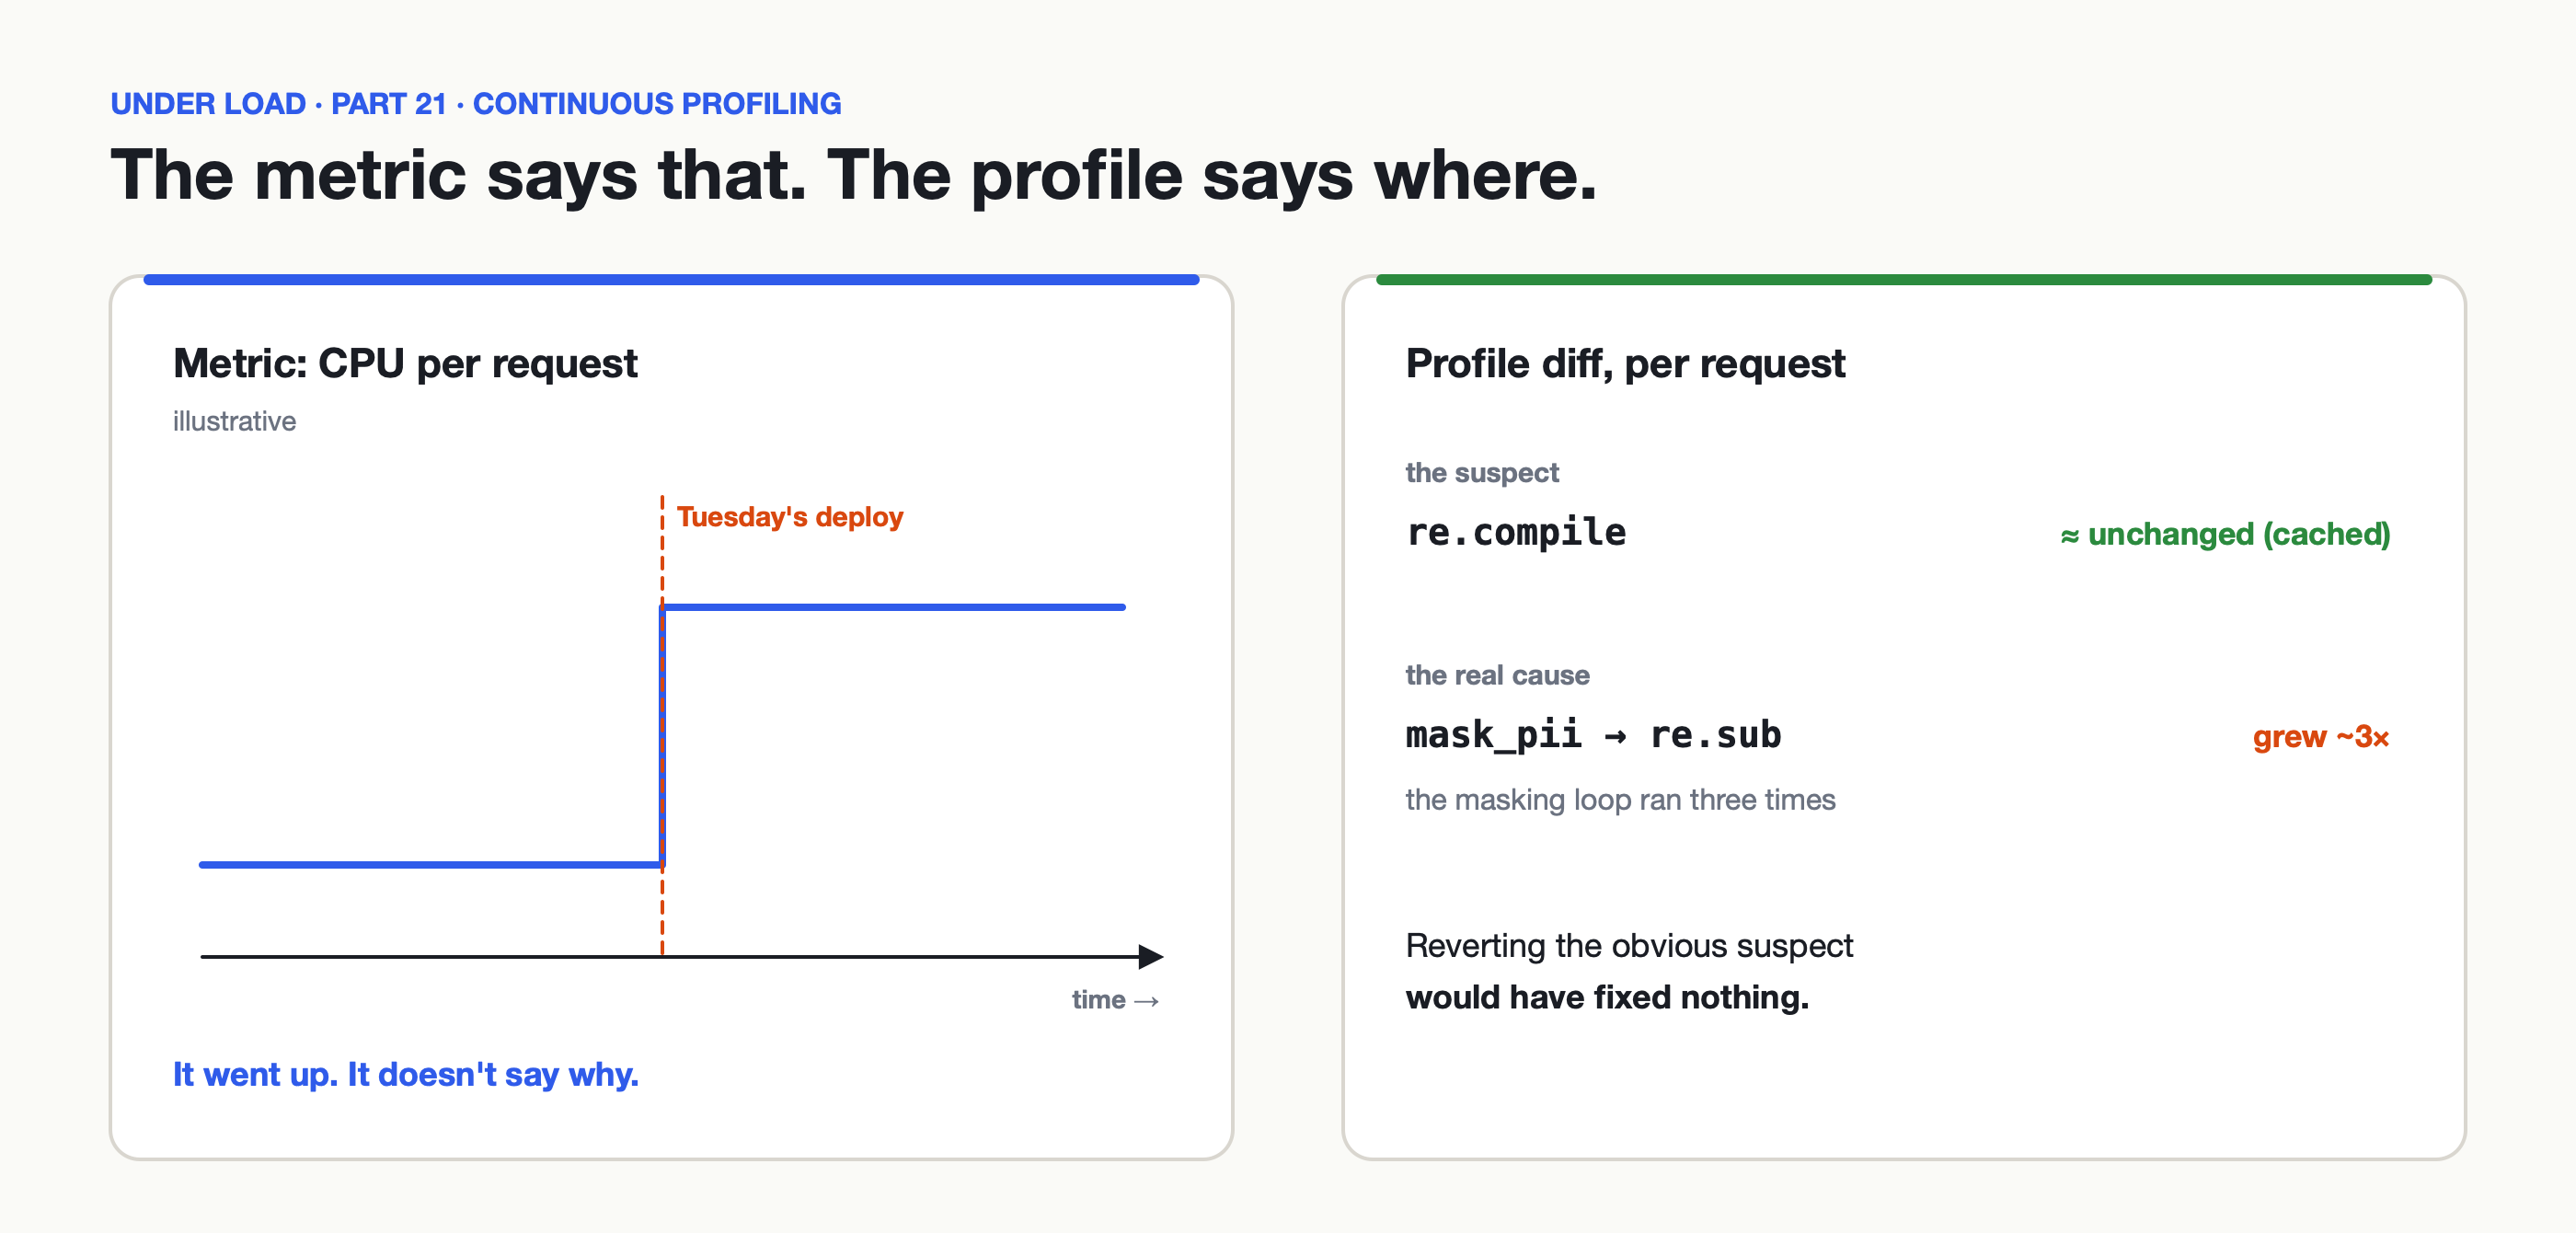 UNDER LOAD · PART 21 · CONTINUOUS PROFILING
The metric says that. The profile says where.
Metric: CPU per request
illustrative
Tuesday's deploy
time →
It went up. It doesn't say why.
Profile diff, per request
the suspect
re.compile
≈ unchanged (cached)
the real cause
mask_pii → re.sub
grew ~3×
the masking loop ran three times
Reverting the obvious suspect
would have fixed nothing.